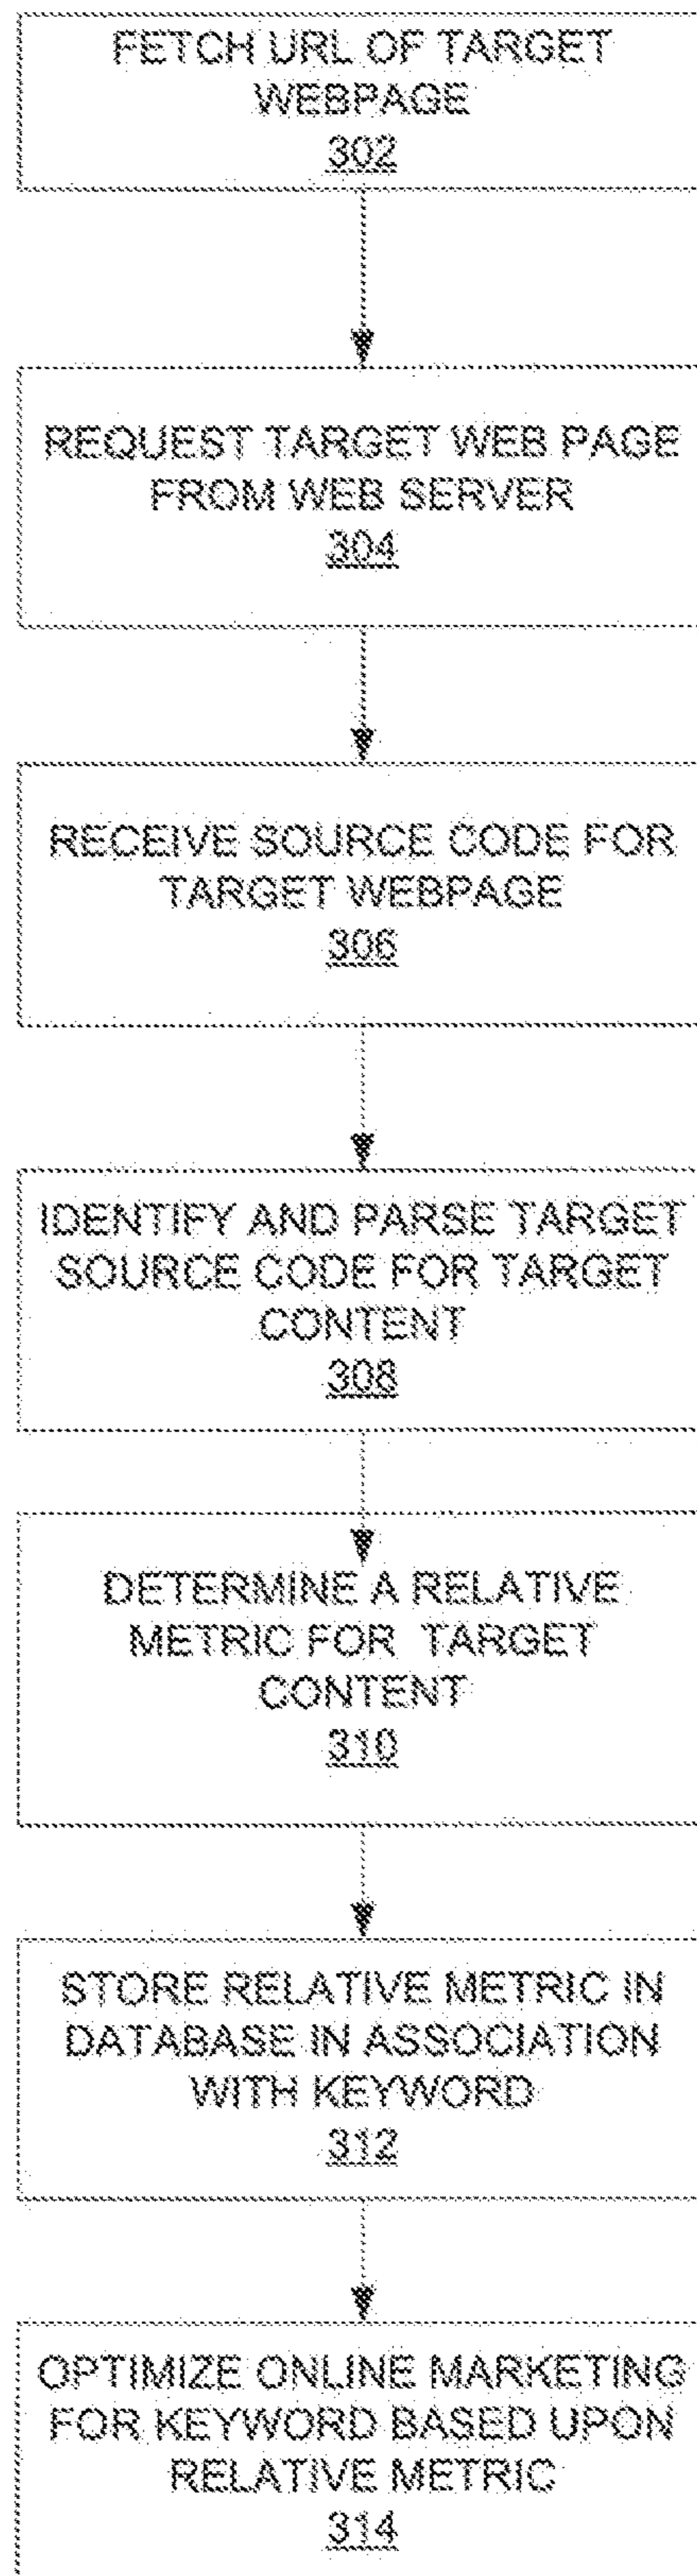 FETCH URL OF TARGET
WEBPAGE
302
REQUEST TARGET WEB PAGE
FROM WEB SERVER
304
RECEIVE SOURCE CODE FOR
TARGET WEBPAGE
306
IDENTIFY AND PARSE TARGET
SOURCE CODE FOR TARGET
CONTENT
308
DETERMINE A RELATIVE
METRIC FOR TARGET
CONTENT
310
STORE RELATIVE METRIC IN
DATABASE IN ASSOCIATION
WITH KEYWORD
312
OPTIMIZE ONLINE MARKETING
FOR KEYWORD BASED UPON
RELATIVE METRIC
314